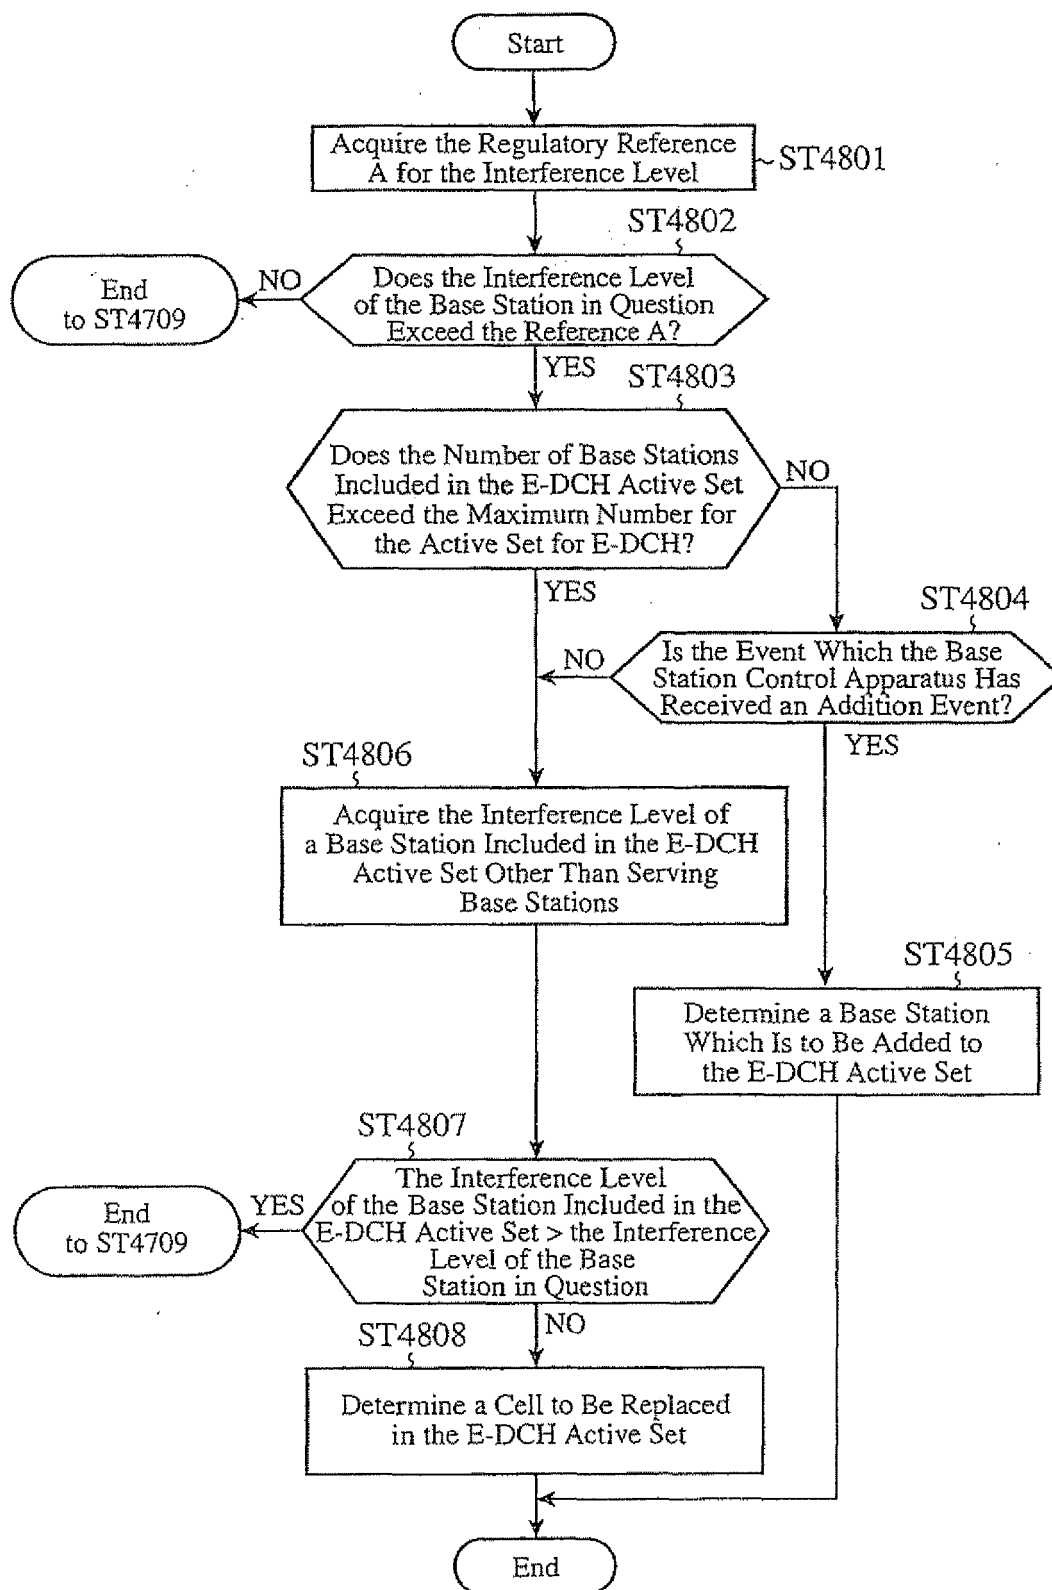 Start
Acquire the Regulatory Reference
A for the Interference Level
ST4801
ST4802
Does the Interference Level
of the Base Station in Question
Exceed the Reference A?
NO
End
to ST4709
YES
ST4803
Does the Number of Base Stations
Included in the E-DCH Active Set
Exceed the Maximum Number for
the Active Set for E-DCH?
NO
YES
ST4804
Is the Event Which the Base
Station Control Apparatus Has
Received an Addition Event?
NO
YES
ST4806
Acquire the Interference Level of
a Base Station Included in the E-DCH
Active Set Other Than Serving
Base Stations
ST4805
Determine a Base Station
Which Is to Be Added to
the E-DCH Active Set
ST4807
The Interference Level
of the Base Station Included in the
E-DCH Active Set > the Interference
Level of the Base
Station in Question
YES
End
to ST4709
NO
ST4808
Determine a Cell to Be Replaced
in the E-DCH Active Set
End